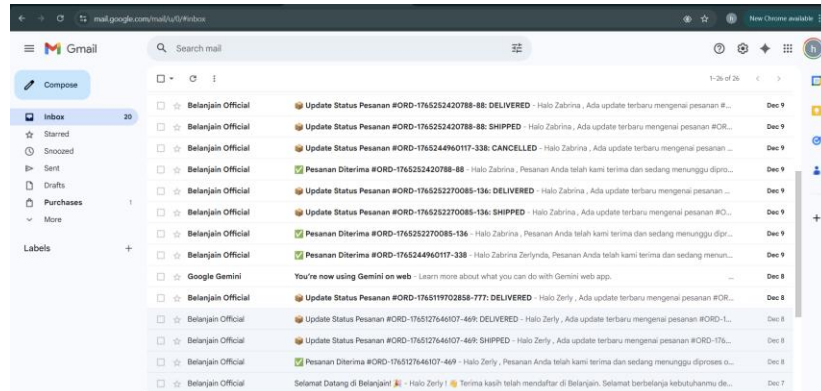 mail.google.com/mail/u/0/#inbox
New Chrome available
Gmail
Search mail
h
Compose
1-26 of 26
Inbox 20
Starred
Snoozed
Sent
Drafts
Purchases 1
More
Labels
Belanjain Official Update Status Pesanan #ORD-1765252420788-88: DELIVERED - Halo Zabrina , Ada update terbaru mengenai pesanan #... Dec 9
Belanjain Official Update Status Pesanan #ORD-1765252420788-88: SHIPPED - Halo Zabrina , Ada update terbaru mengenai pesanan #OR... Dec 9
Belanjain Official Update Status Pesanan #ORD-1765244960117-338: CANCELLED - Halo Zabrina , Ada update terbaru mengenai pesanan ... Dec 9
Belanjain Official Pesanan Diterima #ORD-1765252420788-88 - Halo Zabrina , Pesanan Anda telah kami terima dan sedang menunggu dipro... Dec 9
Belanjain Official Update Status Pesanan #ORD-1765252270085-136: DELIVERED - Halo Zabrina , Ada update terbaru mengenai pesanan ... Dec 9
Belanjain Official Update Status Pesanan #ORD-1765252270085-136: SHIPPED - Halo Zabrina , Ada update terbaru mengenai pesanan #O... Dec 9
Belanjain Official Pesanan Diterima #ORD-1765252270085-136 - Halo Zabrina , Pesanan Anda telah kami terima dan sedang menunggu dipr... Dec 9
Belanjain Official Pesanan Diterima #ORD-1765244960117-338 - Halo Zabrina Zerlynda, Pesanan Anda telah kami terima dan sedang menun... Dec 9
Google Gemini You're now using Gemini on web - Learn more about what you can do with Gemini web app. ... Dec 8
Belanjain Official Update Status Pesanan #ORD-1765119702858-777: DELIVERED - Halo Zerly , Ada update terbaru mengenai pesanan #OR... Dec 8
Belanjain Official Update Status Pesanan #ORD-1765127646107-469: DELIVERED - Halo Zerly , Ada update terbaru mengenai pesanan #ORD-1... Dec 8
Belanjain Official Update Status Pesanan #ORD-1765127646107-469: SHIPPED - Halo Zerly , Ada update terbaru mengenai pesanan #ORD-176... Dec 8
Belanjain Official Pesanan Diterima #ORD-1765127646107-469 - Halo Zerly , Pesanan Anda telah kami terima dan sedang menunggu diproses o... Dec 8
Belanjain Official Selamat Datang di Belanjain! 🎉 - Halo Zerly ! 👋 Terima kasih telah mendaftar di Belanjain. Selamat berbelanja kebutuhanmu de... Dec 7